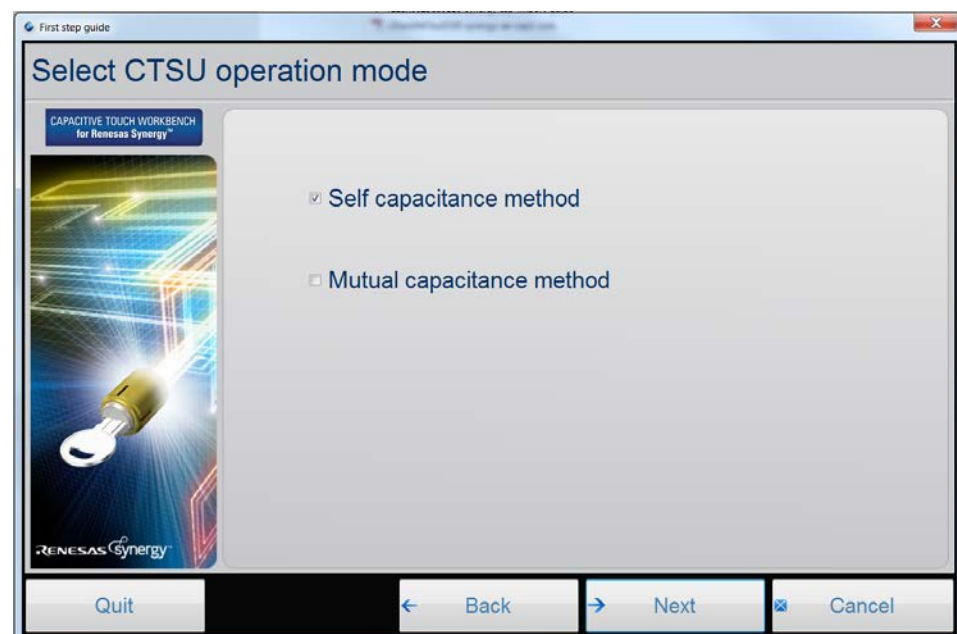 First step guide
Select CTSU operation mode
CAPACITIVE TOUCH WORKBENCH
for Renesas Synergy™
Self capacitance method
Mutual capacitance method
RENESAS Synergy™
Quit
Back
Next
Cancel